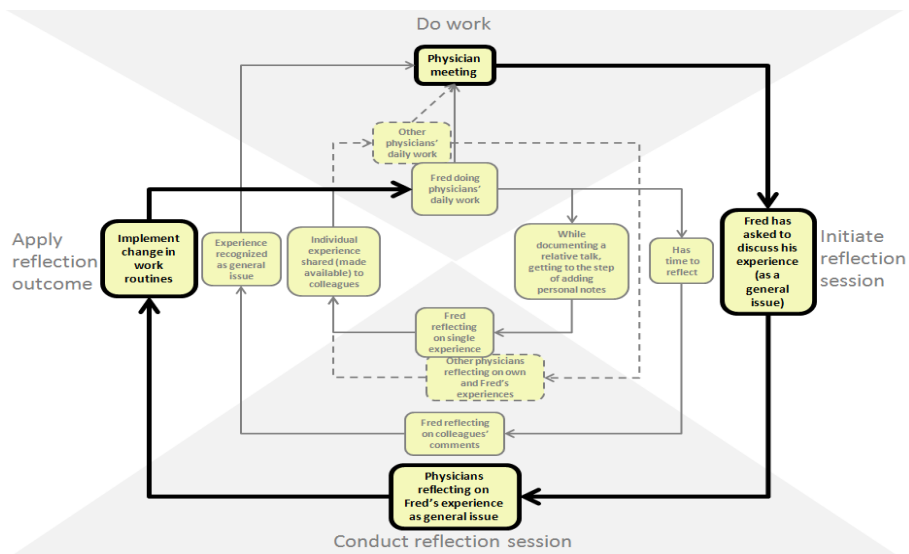 Do work
Physician
meeting
Other
physicians'
daily work
Fred doing
physicians'
daily work
Apply
reflection
outcome
Implement
change in
work
routines
Experience
recognized
as general
issue
Individual
experience
shared (made
available) to
colleagues
While
documenting a
relative talk,
getting to the
step of adding
personal notes
Has
time to
reflect
Fred has
asked to
discuss his
experience
(as a
general
issue)
Initiate
reflection
session
Fred
reflecting
on single
experience
Other physicians
reflecting on own
and Fred's
experiences
Fred reflecting
on colleagues'
comments
Physicians
reflecting on
Fred's experience
as general issue
Conduct reflection session